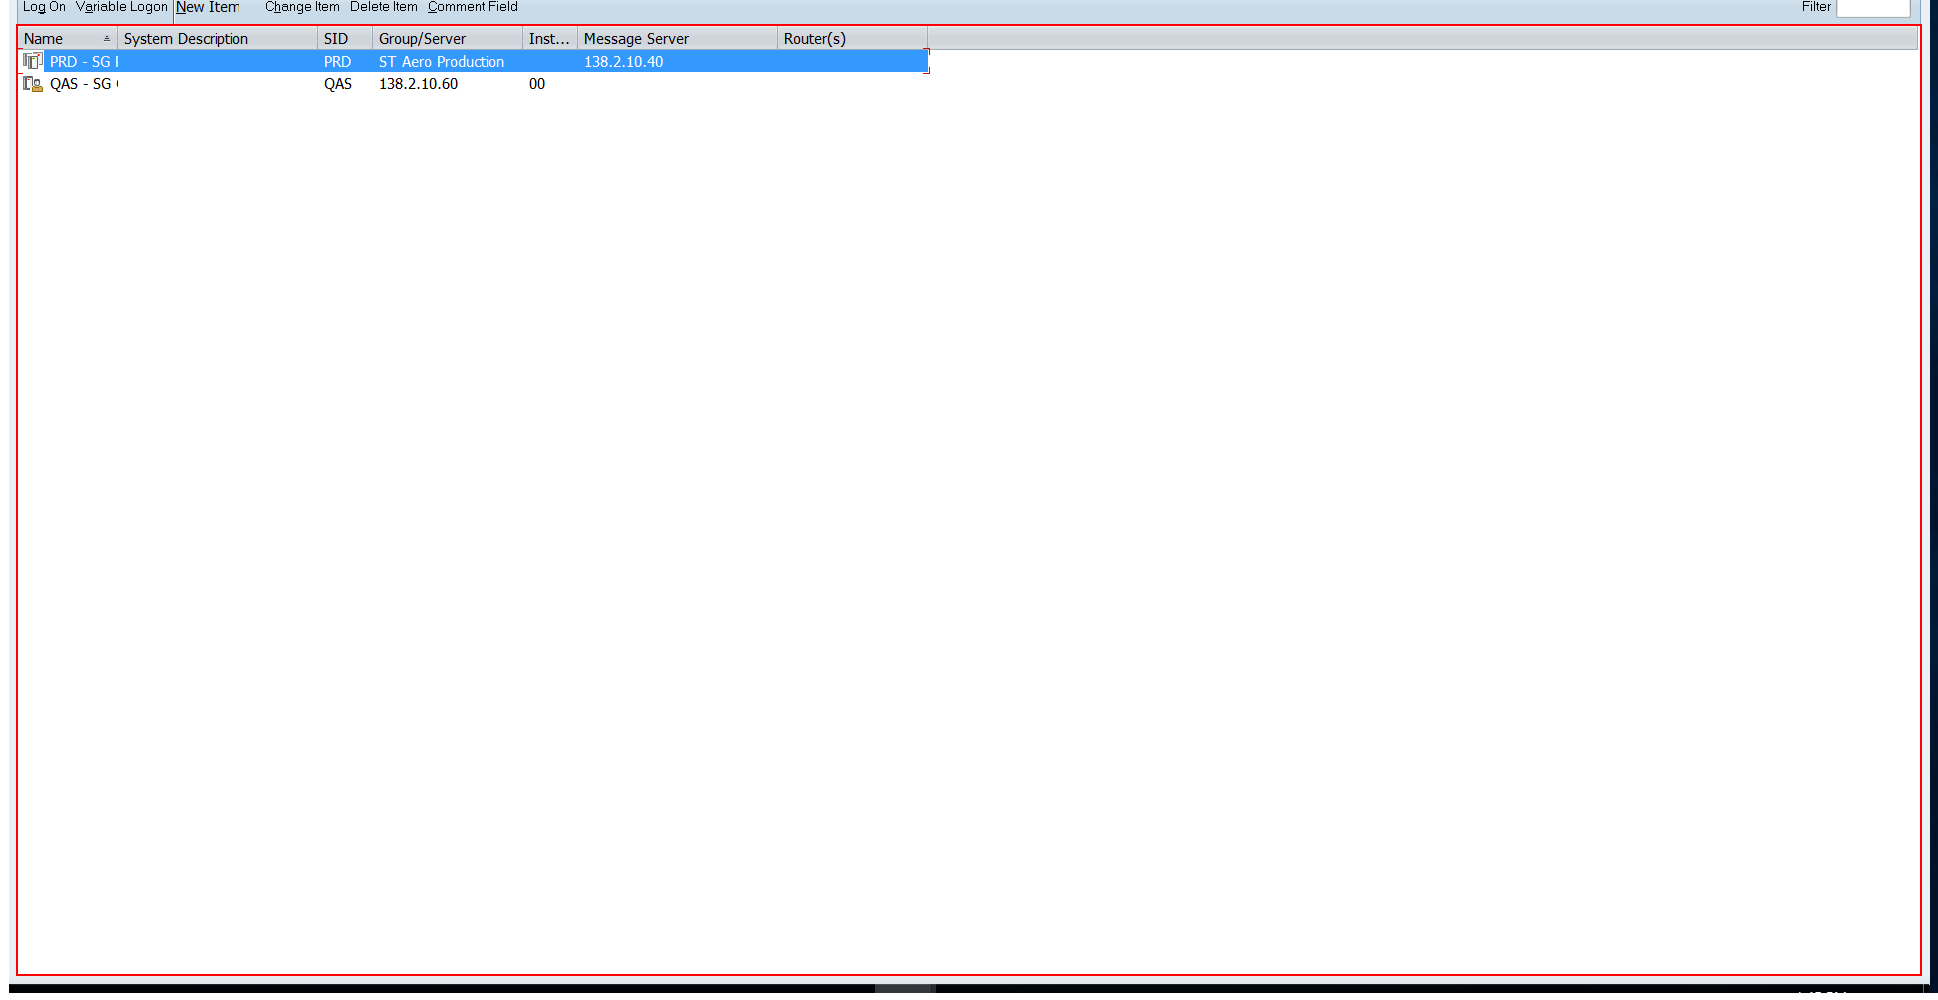 Log On Variable Logon New Item Change Item Delete Item Comment Field Filter
Name System Description SID Group/Server Inst... Message Server Router(s)
PRD - SG PRD ST Aero Production 138.2.10.40
QAS - SG QAS 138.2.10.60 00